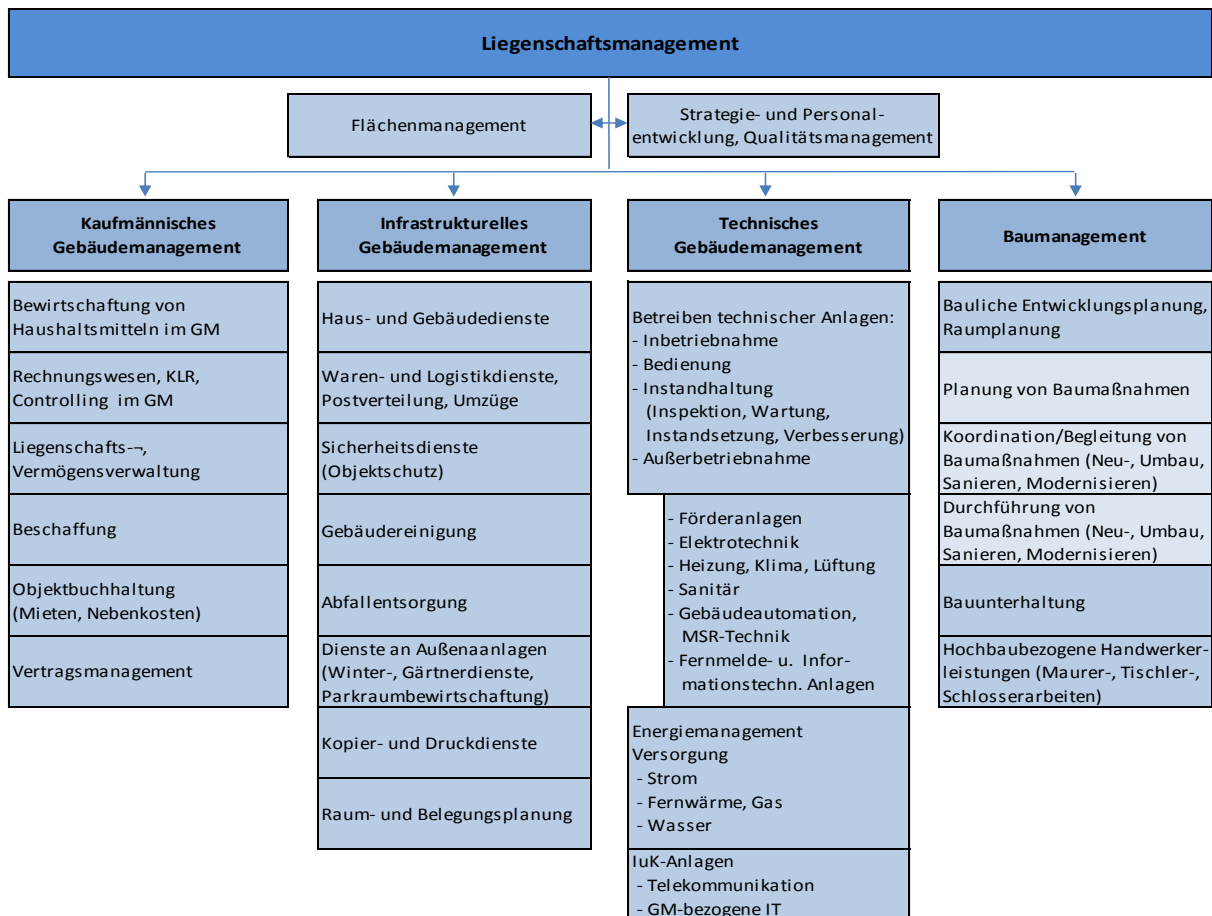 Liegenschaftsmanagement
Flächenmanagement
Strategie- und Personal-
entwicklung, Qualitätsmanagement
Kaufmännisches
Gebäudemanagement
Bewirtschaftung von
Haushaltsmitteln im GM
Rechnungswesen, KLR,
Controlling im GM
Liegenschafts-¬,
Vermögensverwaltung
Beschaffung
Objektbuchhaltung
(Mieten, Nebenkosten)
Vertragsmanagement
Infrastrukturelles
Gebäudemanagement
Haus- und Gebäudedienste
Waren- und Logistikdienste,
Postverteilung, Umzüge
Sicherheitsdienste
(Objektschutz)
Gebäudereinigung
Abfallentsorgung
Dienste an Außenaanlagen
(Winter-, Gärtnerdienste,
Parkraumbewirtschaftung)
Kopier- und Druckdienste
Raum- und Belegungsplanung
Technisches
Gebäudemanagement
Betreiben technischer Anlagen:
- Inbetriebnahme
- Bedienung
- Instandhaltung
(Inspektion, Wartung,
Instandsetzung, Verbesserung)
- Außerbetriebnahme
- Förderanlagen
- Elektrotechnik
- Heizung, Klima, Lüftung
- Sanitär
- Gebäudeautomation,
MSR-Technik
- Fernmelde- u. Infor-
mationstechn. Anlagen
Energiemanagement
Versorgung
- Strom
- Fernwärme, Gas
- Wasser
IuK-Anlagen
- Telekommunikation
- GM-bezogene IT
Baumanagement
Bauliche Entwicklungsplanung,
Raumplanung
Planung von Baumaßnahmen
Koordination/Begleitung von
Baumaßnahmen (Neu-, Umbau,
Sanieren, Modernisieren)
Durchführung von
Baumaßnahmen (Neu-, Umbau,
Sanieren, Modernisieren)
Bauunterhaltung
Hochbaubezogene Handwerker-
leistungen (Maurer-, Tischler-,
Schlosserarbeiten)